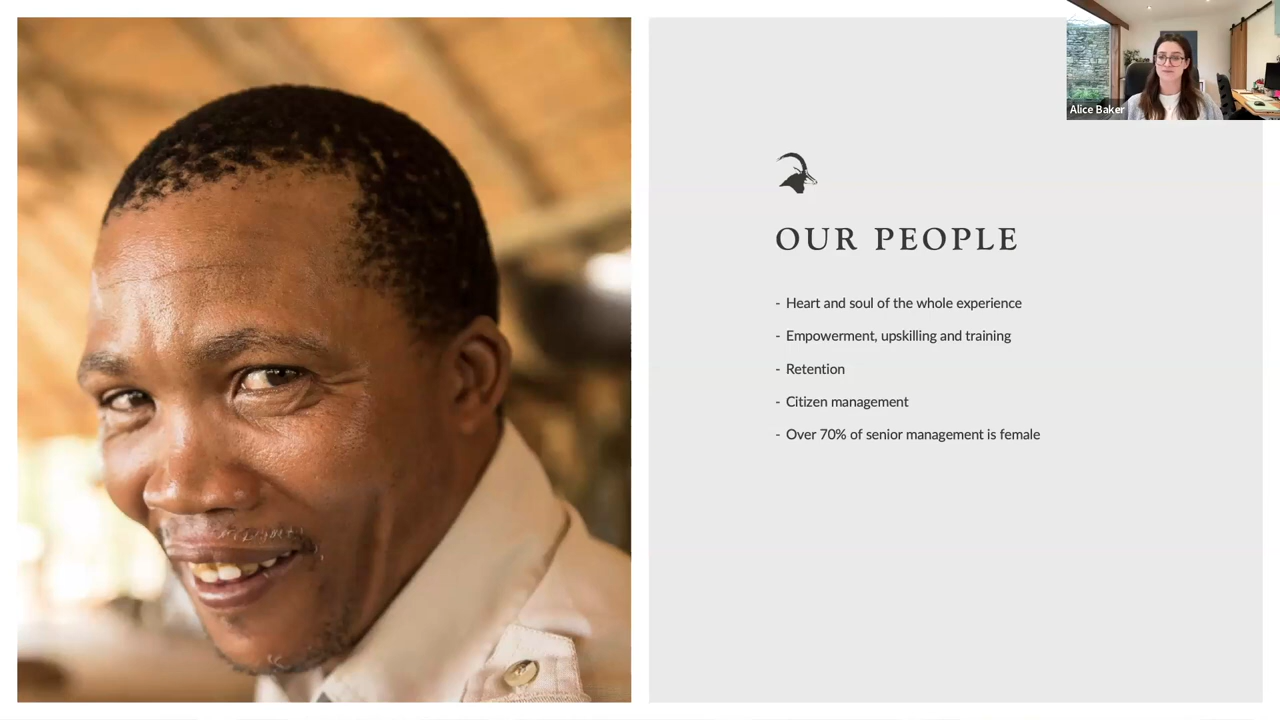 Alice Baker
OUR PEOPLE
- Heart and soul of the whole experience
- Empowerment, upskilling and training
- Retention
- Citizen management
- Over 70% of senior management is female